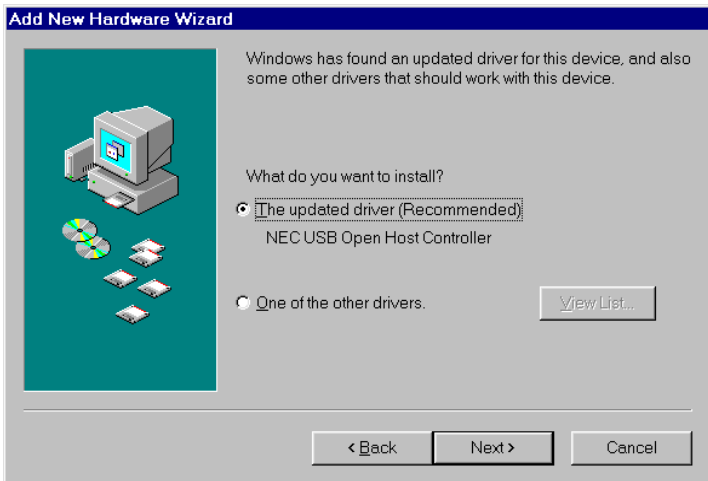 Add New Hardware Wizard
Windows has found an updated driver for this device, and also
some other drivers that should work with this device.
What do you want to install?
The updated driver (Recommended)
NEC USB Open Host Controller
One of the other drivers.
View List...
< Back
Next >
Cancel